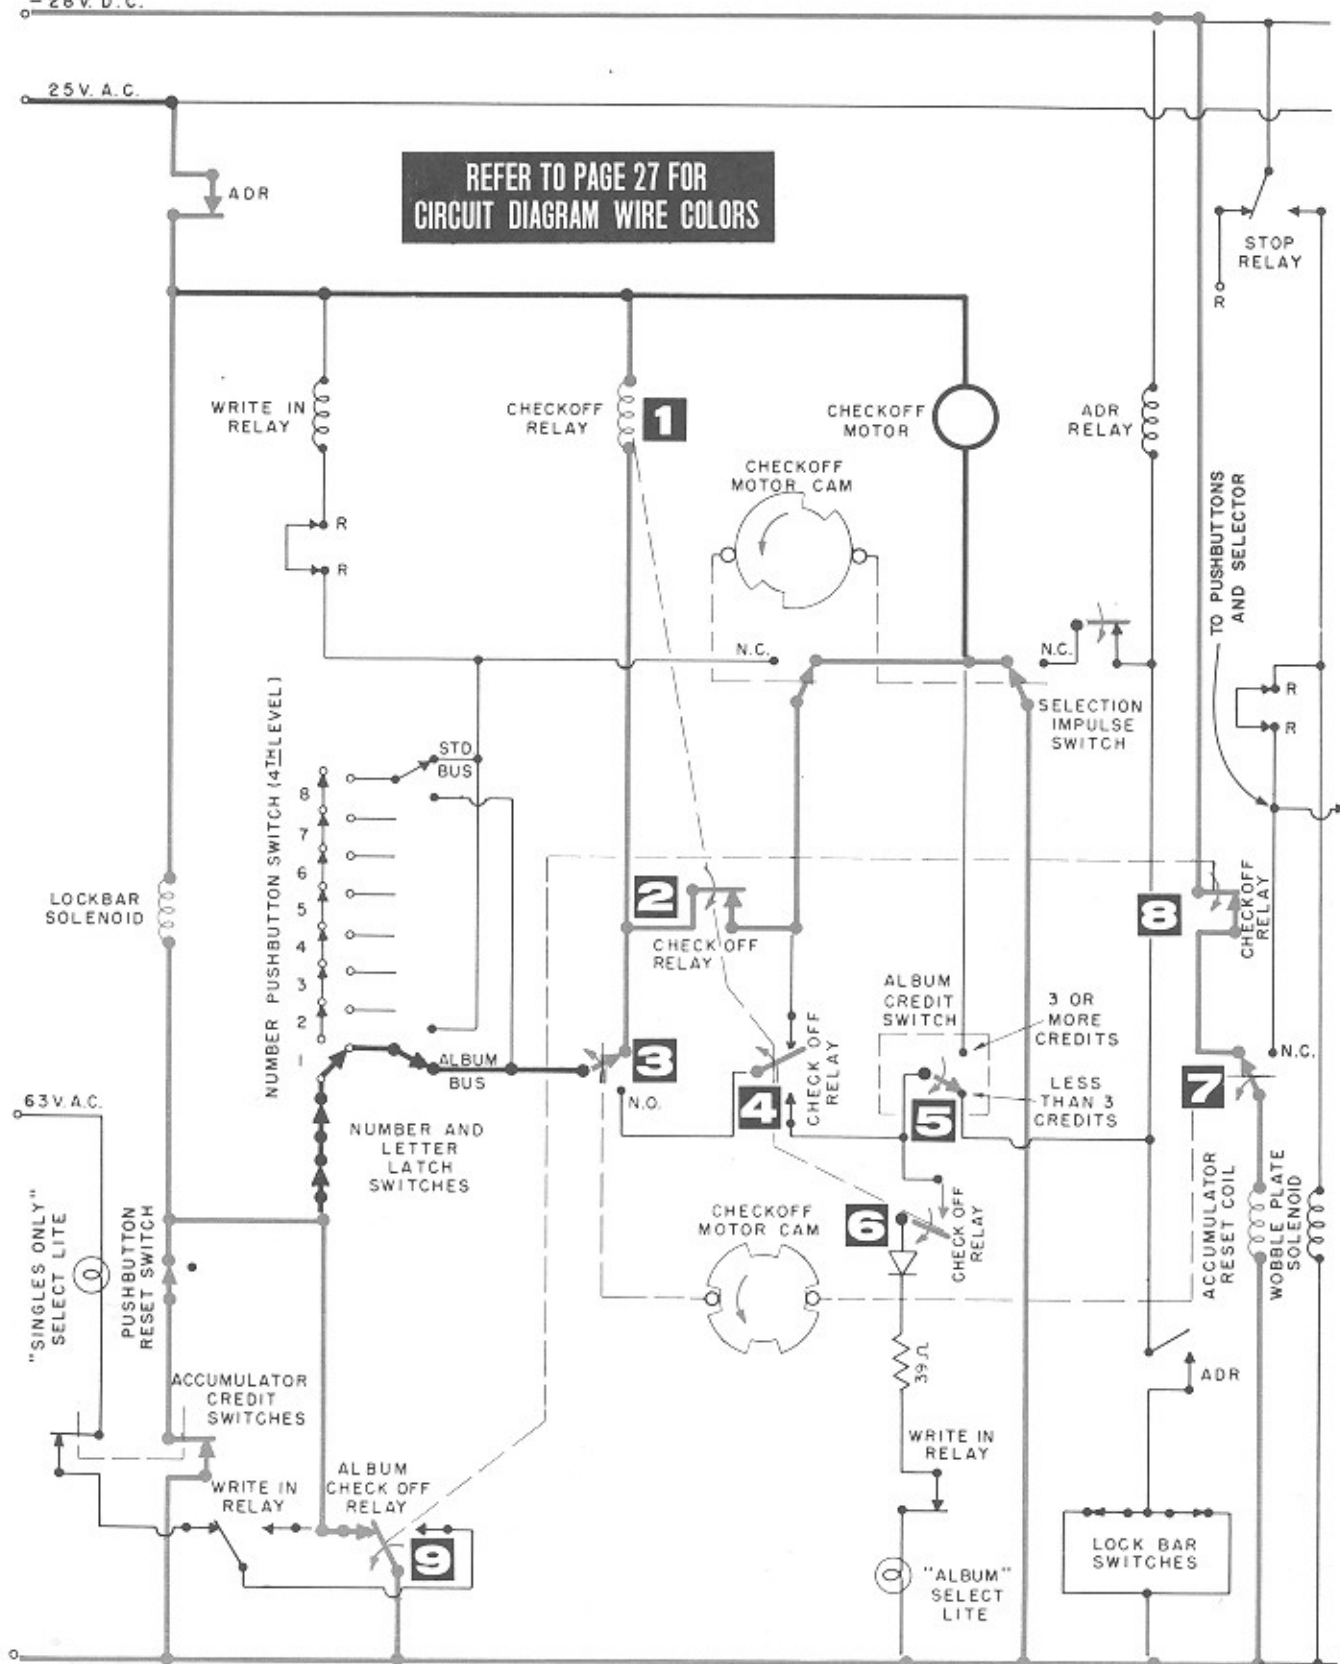 -28 V. D.C.
25 V. A.C.
ADR
REFER TO PAGE 27 FOR
CIRCUIT DIAGRAM WIRE COLORS
STOP
RELAY
R
WRITE IN
RELAY
CHECKOFF
RELAY
1
CHECKOFF
MOTOR
ADR
RELAY
CHECKOFF
MOTOR CAM
TO PUSHBUTTONS
AND SELECTOR
R
R
N.C.
N.C.
SELECTION
IMPULSE
SWITCH
R
R
NUMBER PUSHBUTTON SWITCH (4TH LEVEL)
STD.
BUS
8
7
6
5
4
3
2
1
LOCKBAR
SOLENOID
2
CHECK OFF
RELAY
8
CHECKOFF
RELAY
ALBUM
CREDIT
SWITCH
3 OR
MORE
CREDITS
ALBUM
BUS
3
N.O.
4
CHECK OFF
RELAY
5
LESS
THAN 3
CREDITS
7
N.C.
63 V. A.C.
NUMBER AND
LETTER
LATCH
SWITCHES
"SINGLES ONLY"
SELECT LITE
PUSHBUTTON
RESET SWITCH
CHECKOFF
MOTOR CAM
6
CHECK OFF
RELAY
ACCUMULATOR
RESET COIL
WOBBLE PLATE
SOLENOID
39 Ω
ADR
ACCUMULATOR
CREDIT
SWITCHES
WRITE IN
RELAY
WRITE IN
RELAY
ALBUM
CHECK OFF
RELAY
9
"ALBUM"
SELECT
LITE
LOCK BAR
SWITCHES